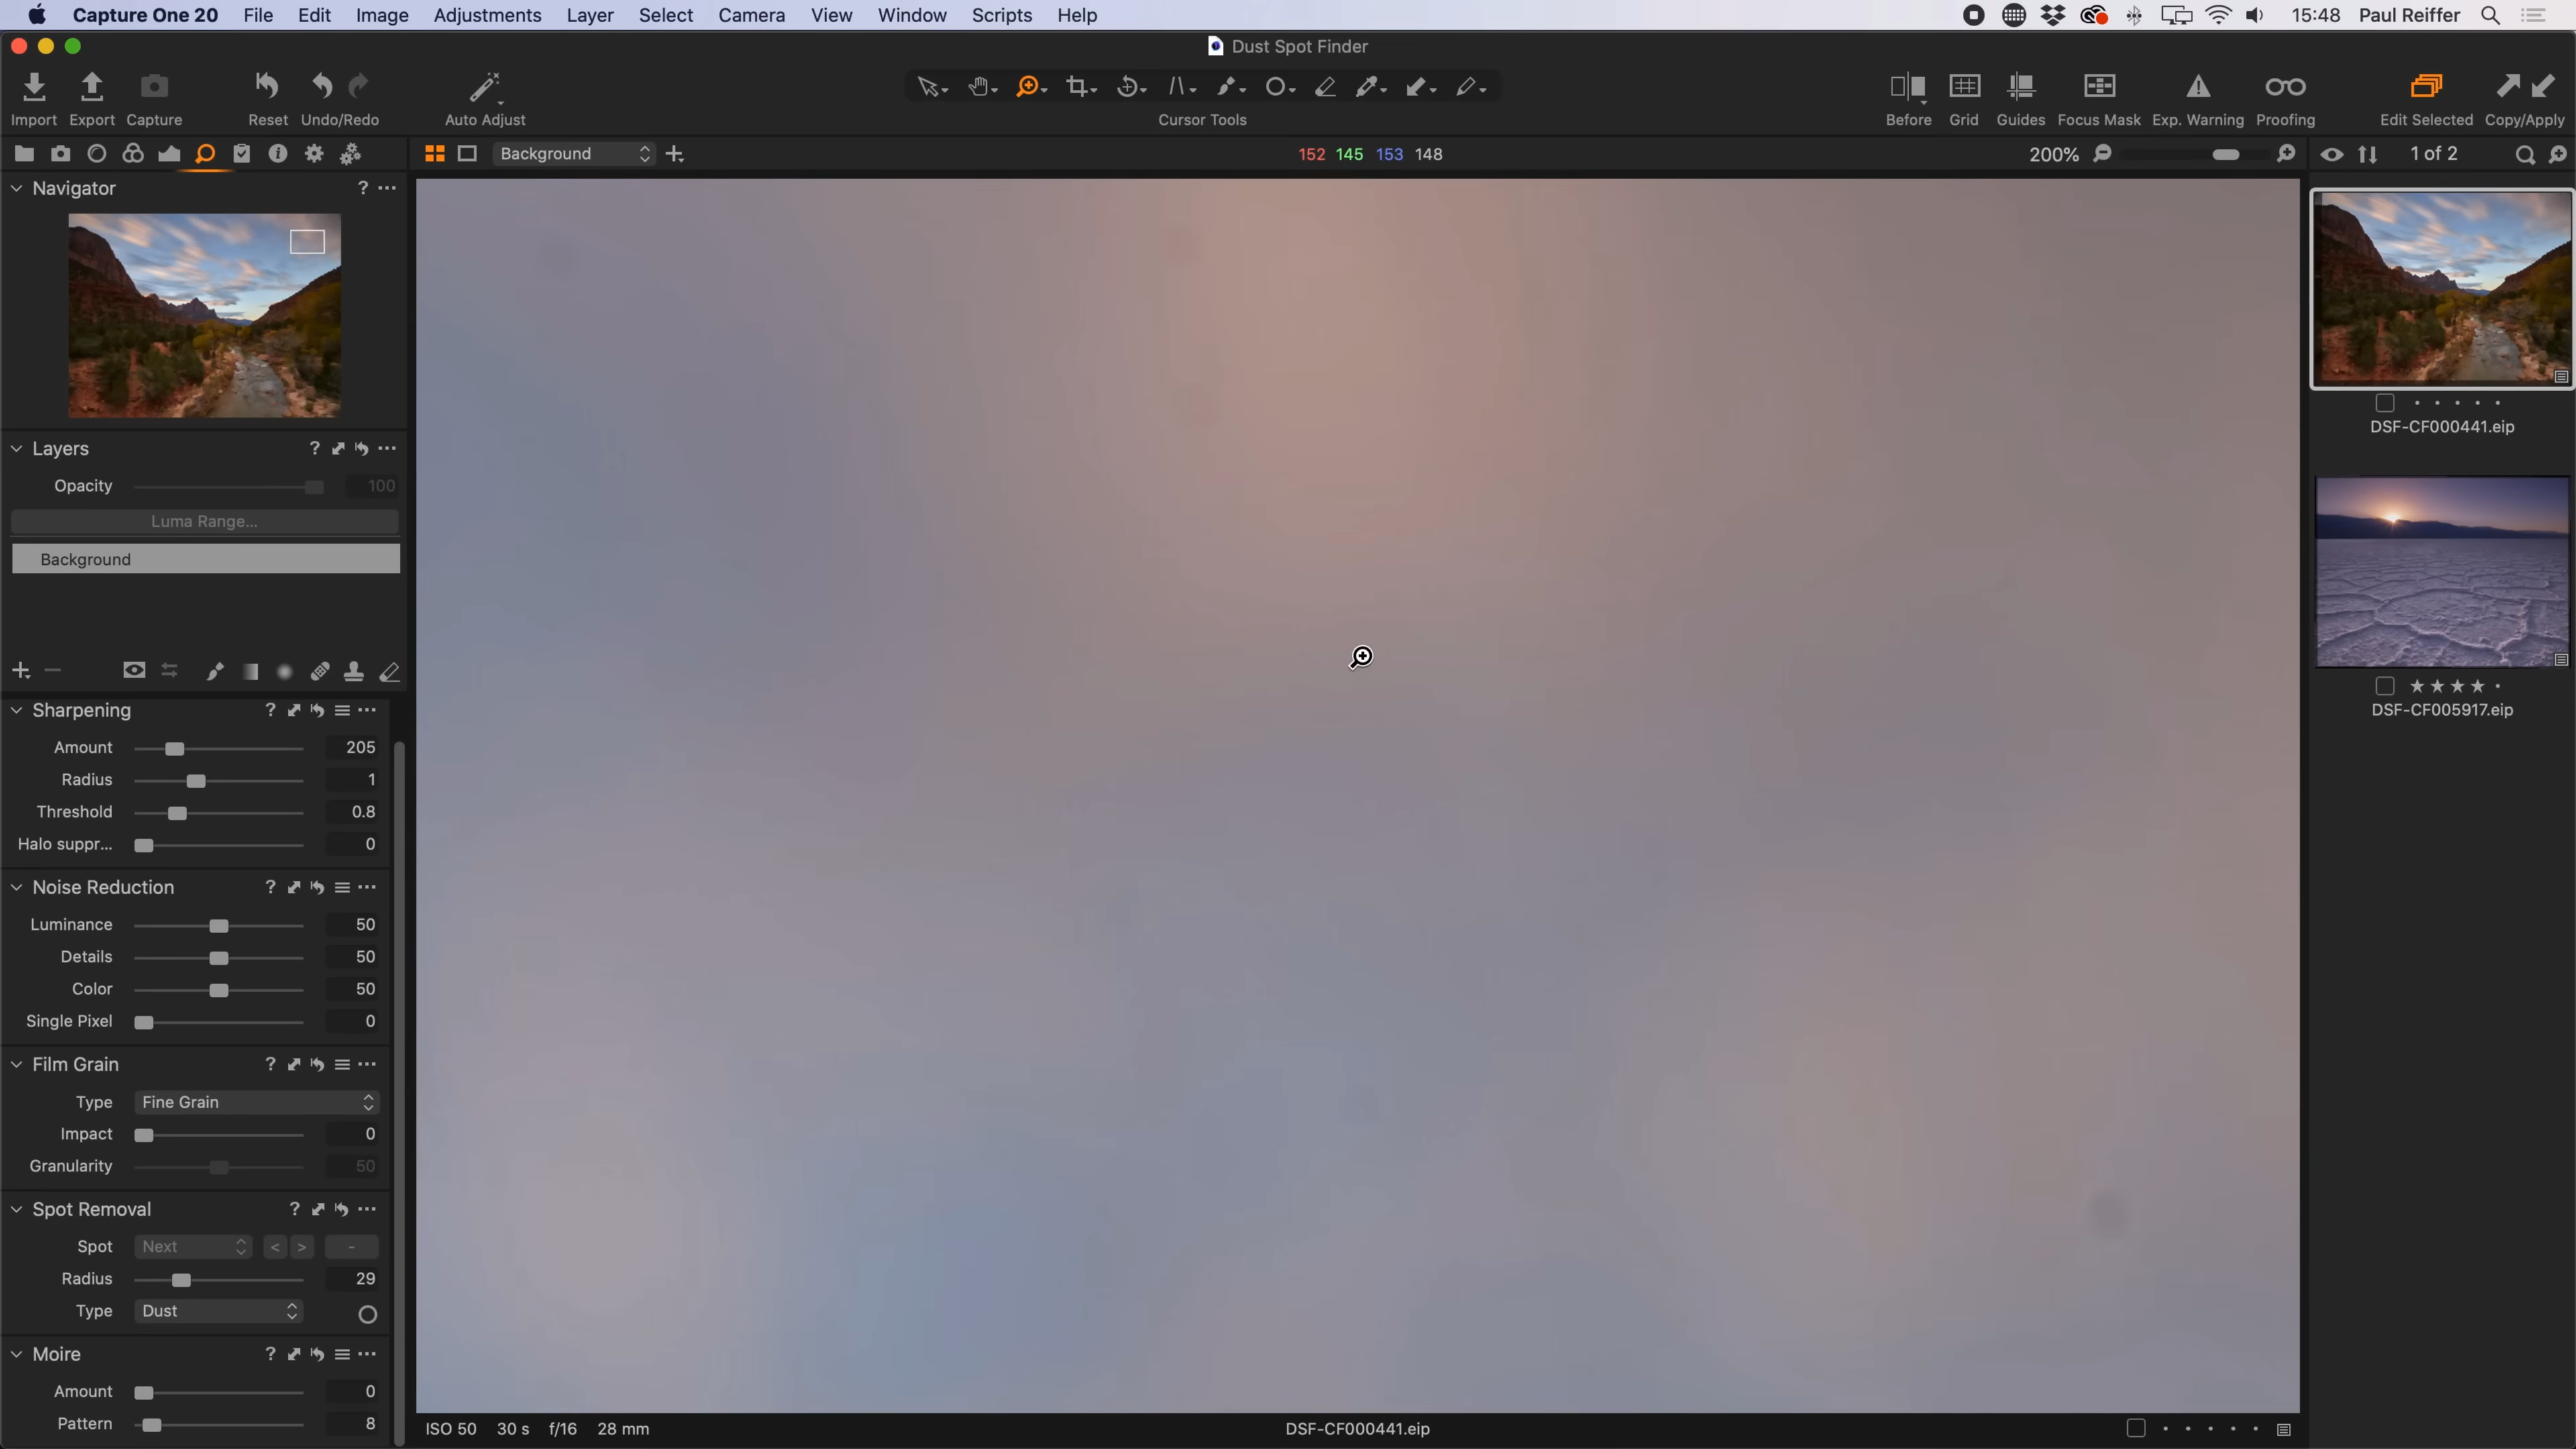 Capture One 20 File Edit Image Adjustments Layer Select Camera View Window Scripts Help 15:48 Paul Reiffer
Dust Spot Finder
Import Export Capture Reset Undo/Redo Auto Adjust Cursor Tools Before Grid Guides Focus Mask Exp. Warning Proofing Edit Selected Copy/Apply
Background 152 145 153 148 200% 1 of 2
Navigator ?
Layers ?
Opacity 100
Luma Range...
Background
Sharpening ?
Amount 205
Radius 1
Threshold 0.8
Halo suppr... 0
Noise Reduction ?
Luminance 50
Details 50
Color 50
Single Pixel 0
Film Grain ?
Type Fine Grain
Impact 0
Granularity 50
Spot Removal ?
Spot Next < > -
Radius 29
Type Dust
Moire ?
Amount 0
Pattern 8
ISO 50 30 s f/16 28 mm DSF-CF000441.eip
DSF-CF000441.eip
DSF-CF005917.eip